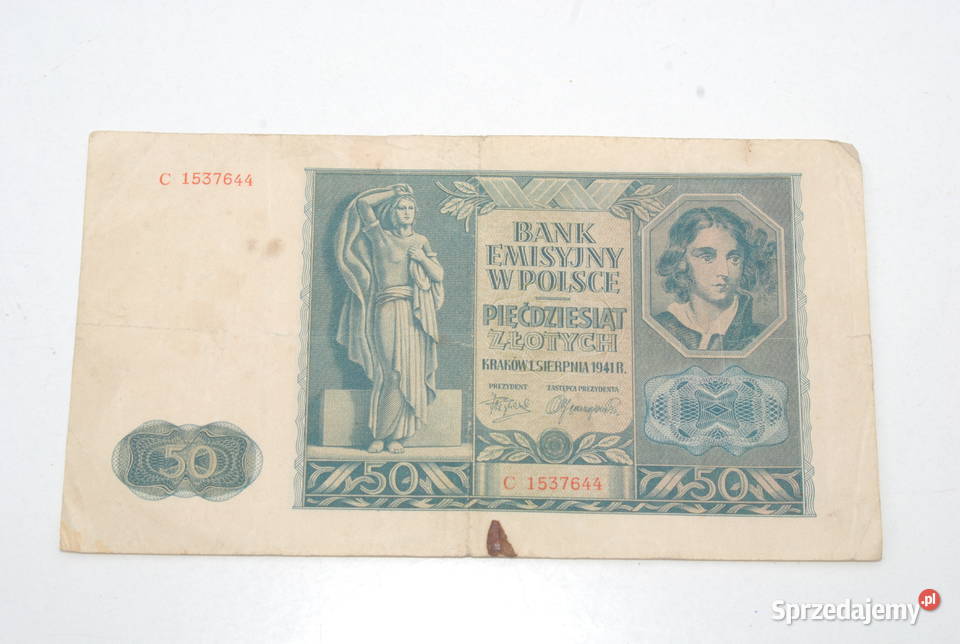 C 1537644
BANK
EMISYJNY
W POLSCE
PIĘĆDZIESIĄT
ZŁOTYCH
KRAKÓW 1.SIERPNIA 1941 R.
PREZYDENT ZASTĘPCA PREZYDENTA
50
50
C 1537644
50
Sprzedajemy.pl